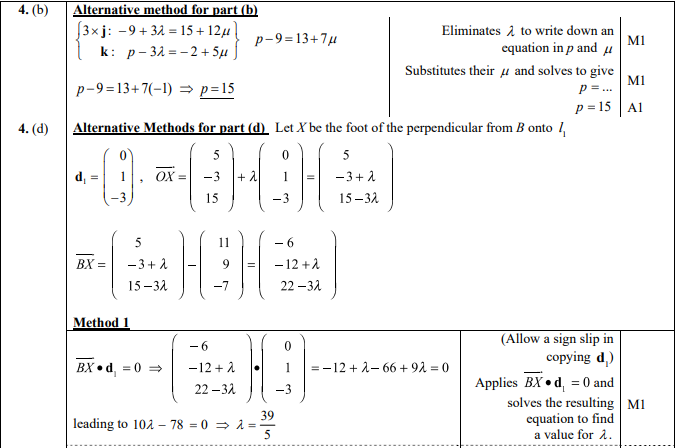 4. (b) Alternative method for part (b)
{3×j: −9 + 3λ = 15 + 12μ
k: p − 3λ = −2 + 5μ} p − 9 = 13 + 7μ
Eliminates λ to write down an
equation in p and μ M1
p − 9 = 13 + 7(−1) ⇒ p = 15
Substitutes their μ and solves to give
p = ... M1
p = 15 A1
4. (d) Alternative Methods for part (d) Let X be the foot of the perpendicular from B onto l₁
d₁ = (0, 1, −3), OX = (5, −3, 15) + λ(0, 1, −3) = (5, −3 + λ, 15 − 3λ)
BX = (5, −3 + λ, 15 − 3λ) − (11, 9, −7) = (−6, −12 + λ, 22 − 3λ)
Method 1
BX • d₁ = 0 ⇒ (−6, −12 + λ, 22 − 3λ) • (0, 1, −3) = −12 + λ − 66 + 9λ = 0
leading to 10λ − 78 = 0 ⇒ λ = 39/5
(Allow a sign slip in
copying d₁)
Applies BX • d₁ = 0 and
solves the resulting M1
equation to find
a value for λ.